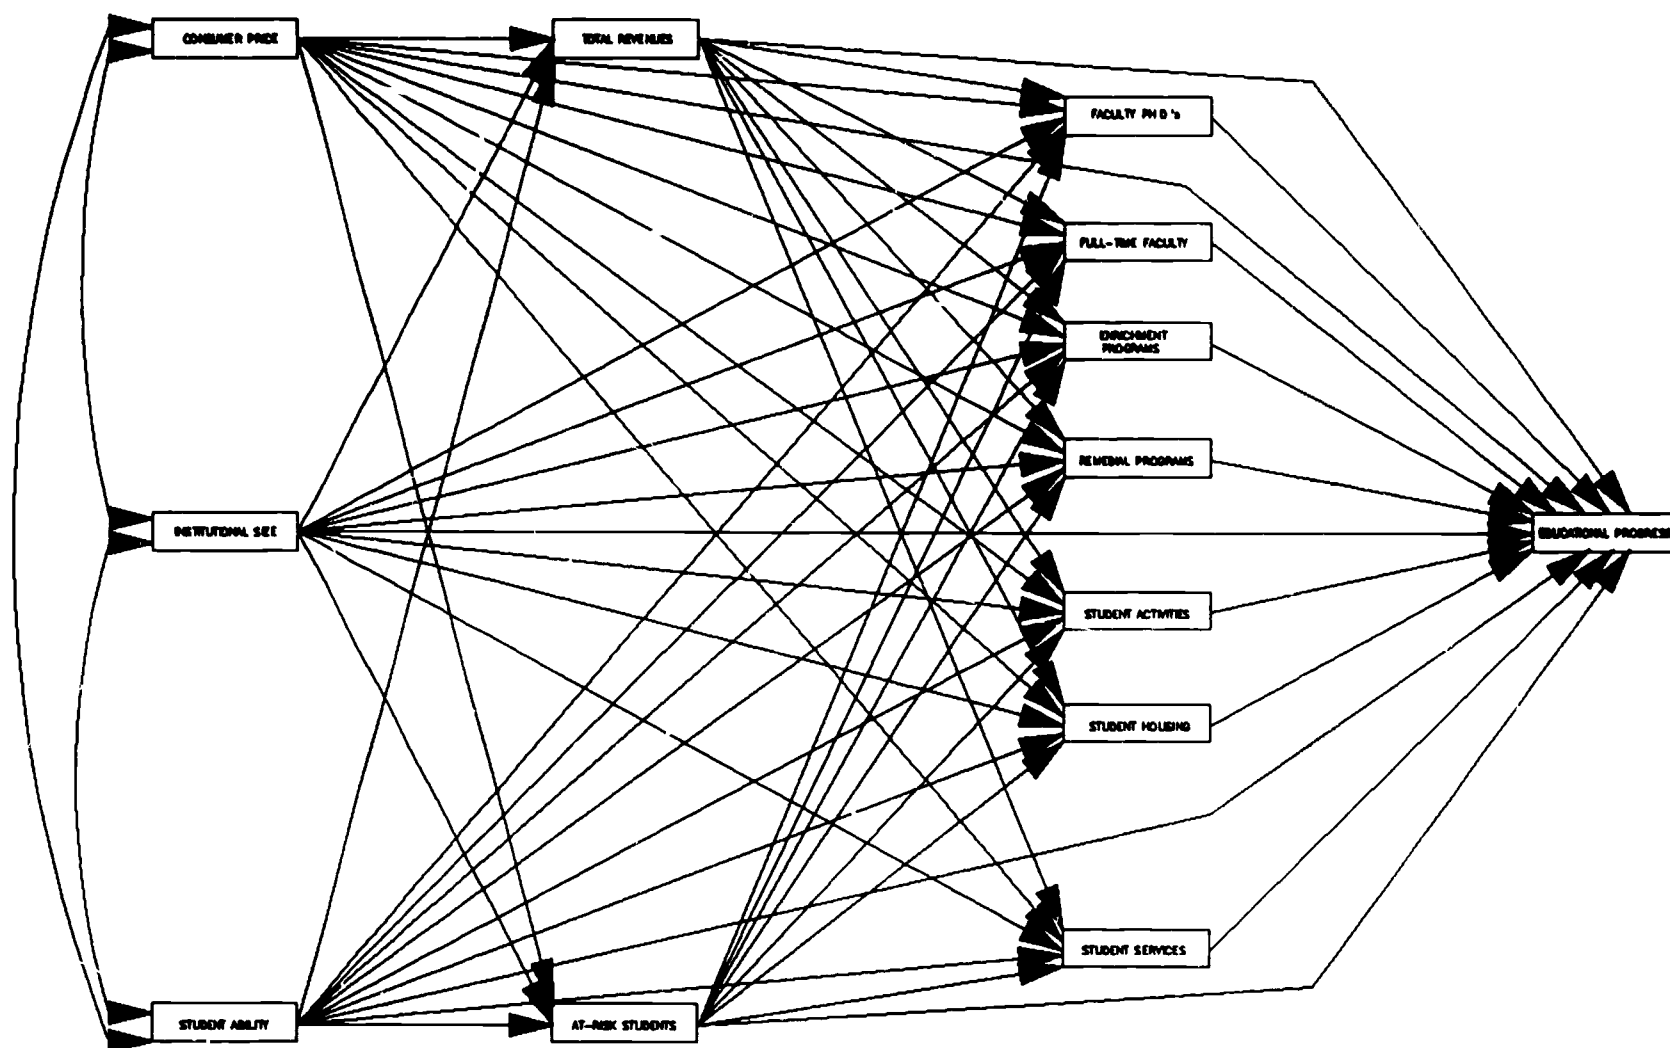 CONSUMER PRICE
TOTAL REVENUES
FACULTY PH D 's
FULL-TIME FACULTY
ENRICHMENT
PROGRAMS
REMEDIAL PROGRAMS
INSTITUTIONAL SIZE
EDUCATIONAL PROGRESS
STUDENT ACTIVITIES
STUDENT HOUSING
STUDENT SERVICES
STUDENT ABILITY
AT-RISK STUDENTS